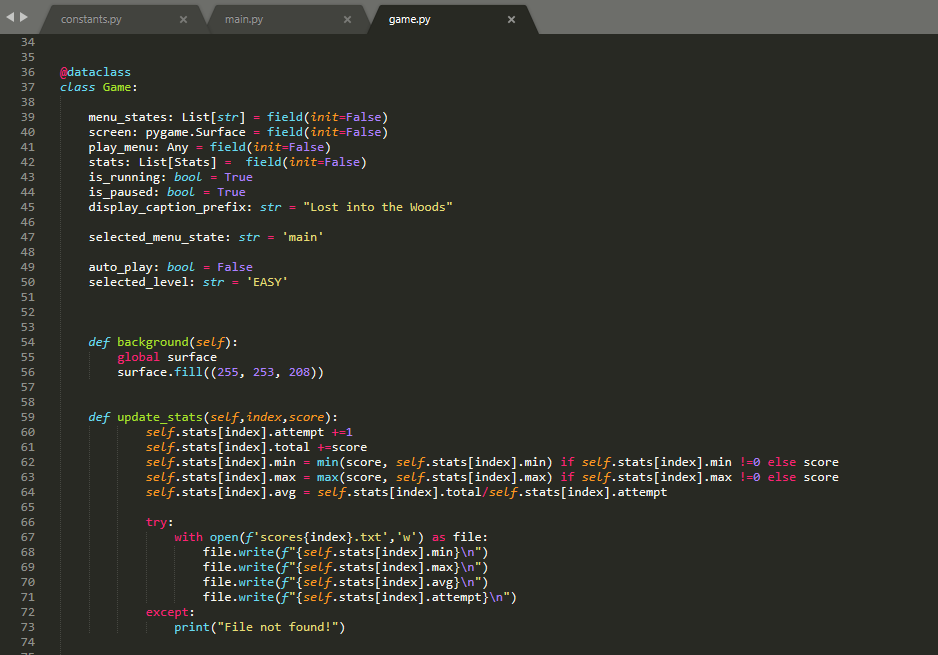 constants.py × main.py × game.py ×
34
35
36 @dataclass
37 class Game:
38
39 menu_states: List[str] = field(init=False)
40 screen: pygame.Surface = field(init=False)
41 play_menu: Any = field(init=False)
42 stats: List[Stats] =  field(init=False)
43 is_running: bool = True
44 is_paused: bool = True
45 display_caption_prefix: str = "Lost into the Woods"
46
47 selected_menu_state: str = 'main'
48
49 auto_play: bool = False
50 selected_level: str = 'EASY'
51
52
53
54 def background(self):
55 global surface
56 surface.fill((255, 253, 208))
57
58
59 def update_stats(self,index,score):
60 self.stats[index].attempt +=1
61 self.stats[index].total +=score
62 self.stats[index].min = min(score, self.stats[index].min) if self.stats[index].min !=0 else score
63 self.stats[index].max = max(score, self.stats[index].max) if self.stats[index].max !=0 else score
64 self.stats[index].avg = self.stats[index].total/self.stats[index].attempt
65
66 try:
67 with open(f'scores{index}.txt','w') as file:
68 file.write(f"{self.stats[index].min}\n")
69 file.write(f"{self.stats[index].max}\n")
70 file.write(f"{self.stats[index].avg}\n")
71 file.write(f"{self.stats[index].attempt}\n")
72 except:
73 print("File not found!")
74